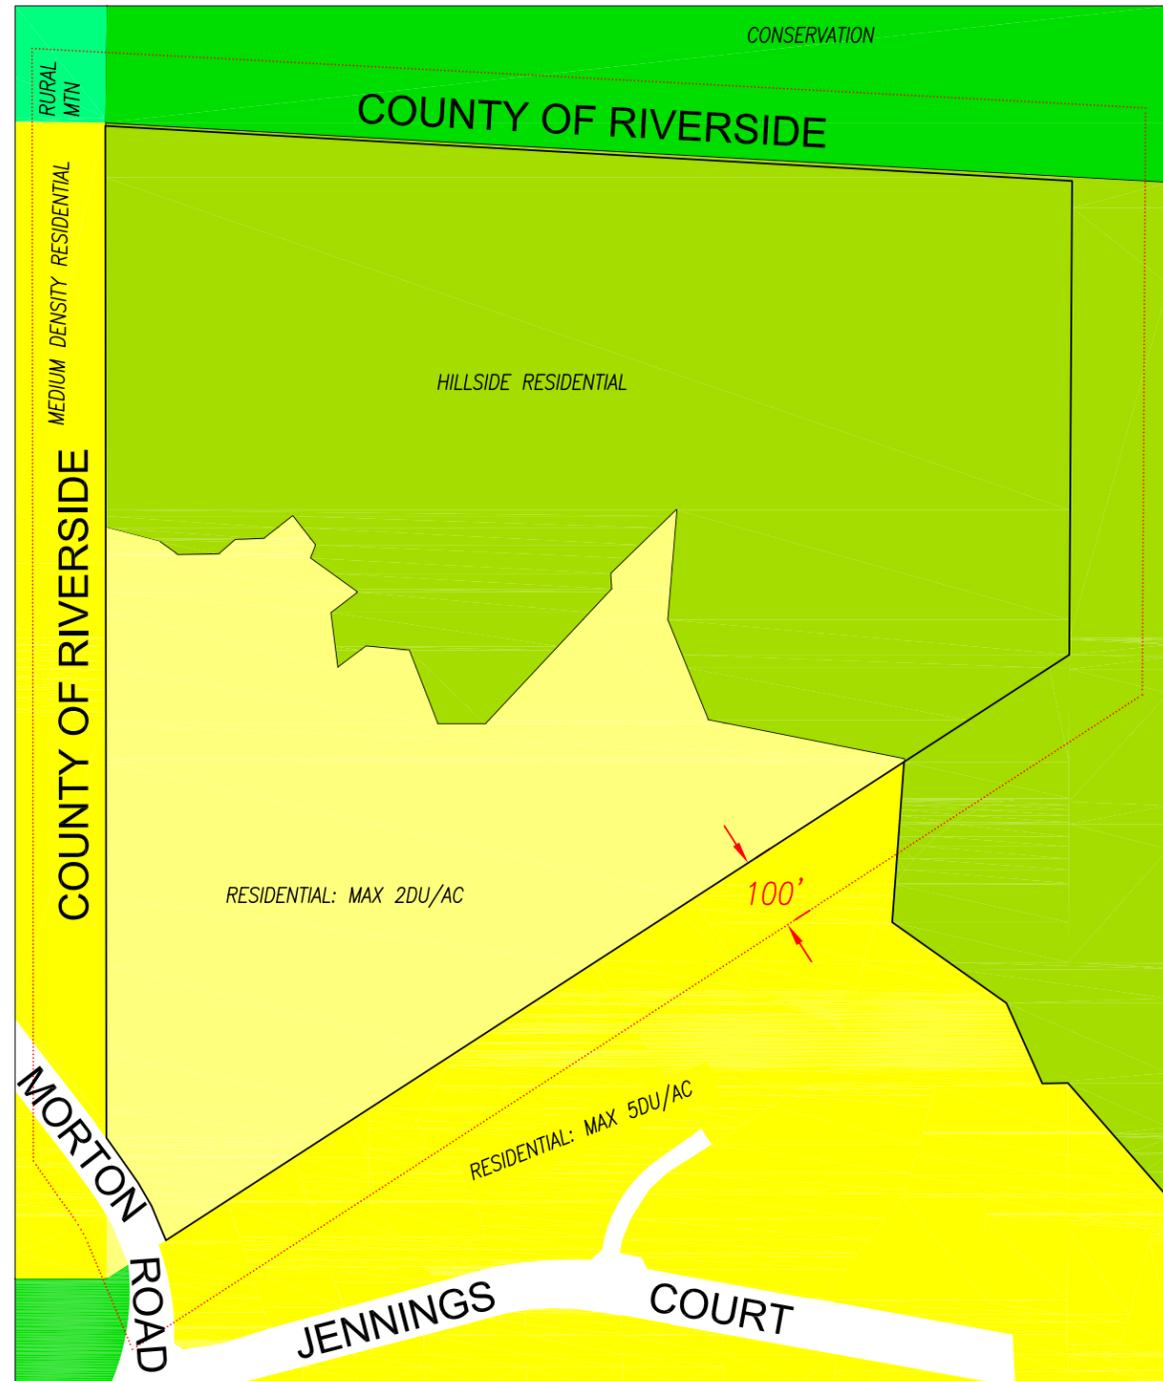 CONSERVATION
RURAL
MTN
COUNTY OF RIVERSIDE
MEDIUM DENSITY RESIDENTIAL
HILLSIDE RESIDENTIAL
COUNTY OF RIVERSIDE
RESIDENTIAL: MAX 2DU/AC
100'
RESIDENTIAL: MAX 5DU/AC
MORTON ROAD
JENNINGS COURT